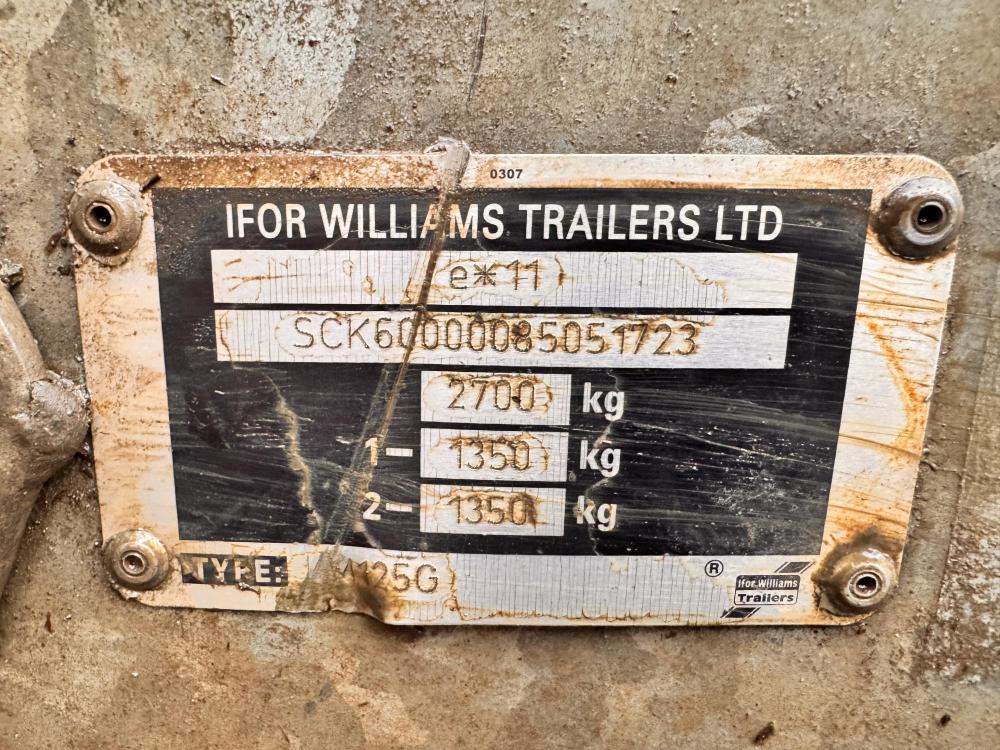 0307
IFOR WILLIAMS TRAILERS LTD
e*11
SCK60000085051723
2700 kg
1- 1350 kg
2- 1350 kg
TYPE:
®
Ifor Williams
Trailers